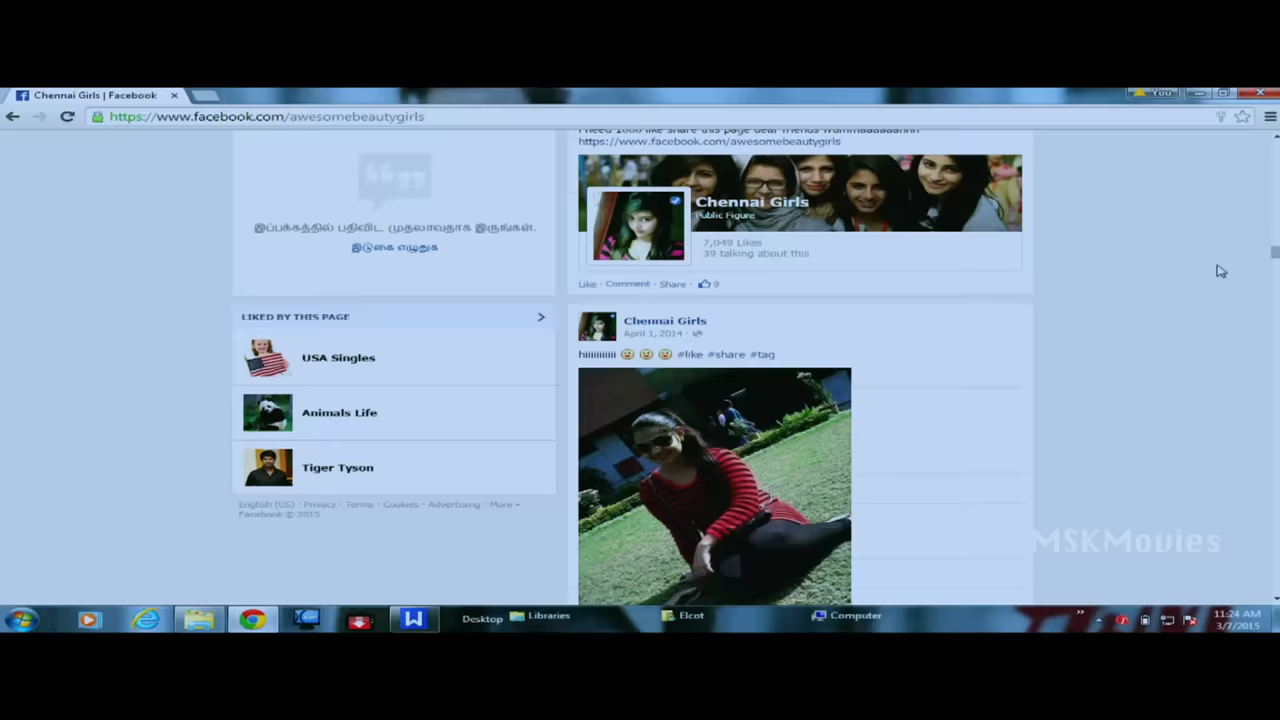 Chennai Girls | Facebook
You
https://www.facebook.com/awesomebeautygirls
https://www.facebook.com/awesomebeautygirls
Chennai Girls
Public Figure
7,049 Likes
39 talking about this
Like · Comment · Share · 9
இப்பக்கத்தில் பதிவிட முதலாவதாக இருங்கள்.
இடுகை எழுதுக
LIKED BY THIS PAGE
USA Singles
Animals Life
Tiger Tyson
English (US) · Privacy · Terms · Cookies · Advertising · More
Facebook © 2015
Chennai Girls
April 1, 2014
hiiiiiiiiii #like #share #tag
MSKMovies
Desktop
Libraries
Elcot
Computer
11:24 AM
3/7/2015